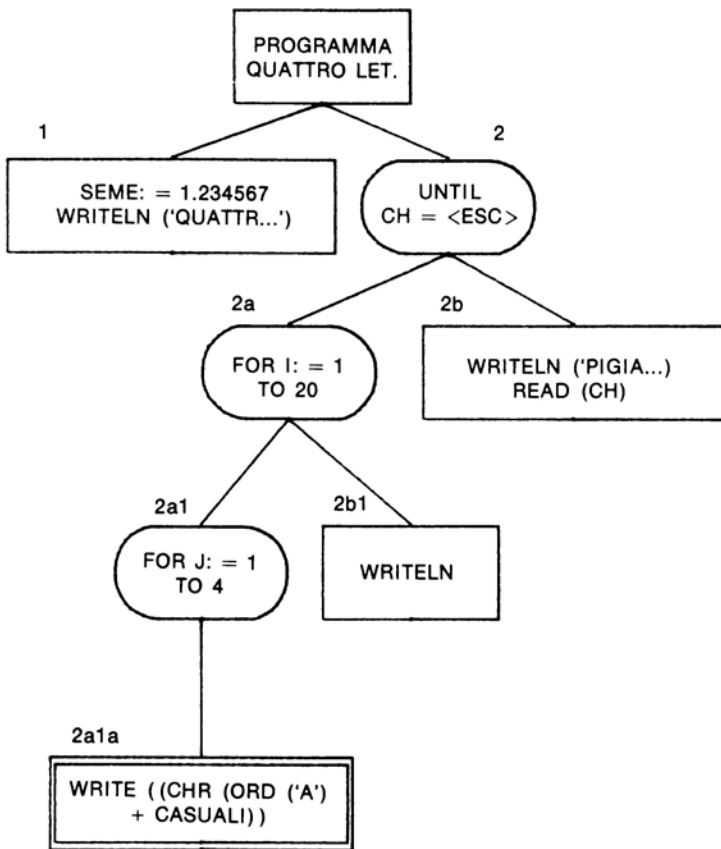 PROGRAMMA
QUATTRO LET.
1
2
SEME: = 1.234567
WRITELN ('QUATTR...')
UNTIL
CH = <ESC>
2a
2b
FOR I: = 1
TO 20
WRITELN ('PIGIA...)
READ (CH)
2a1
2b1
FOR J: = 1
TO 4
WRITELN
2a1a
WRITE ((CHR (ORD ('A')
+ CASUALI))